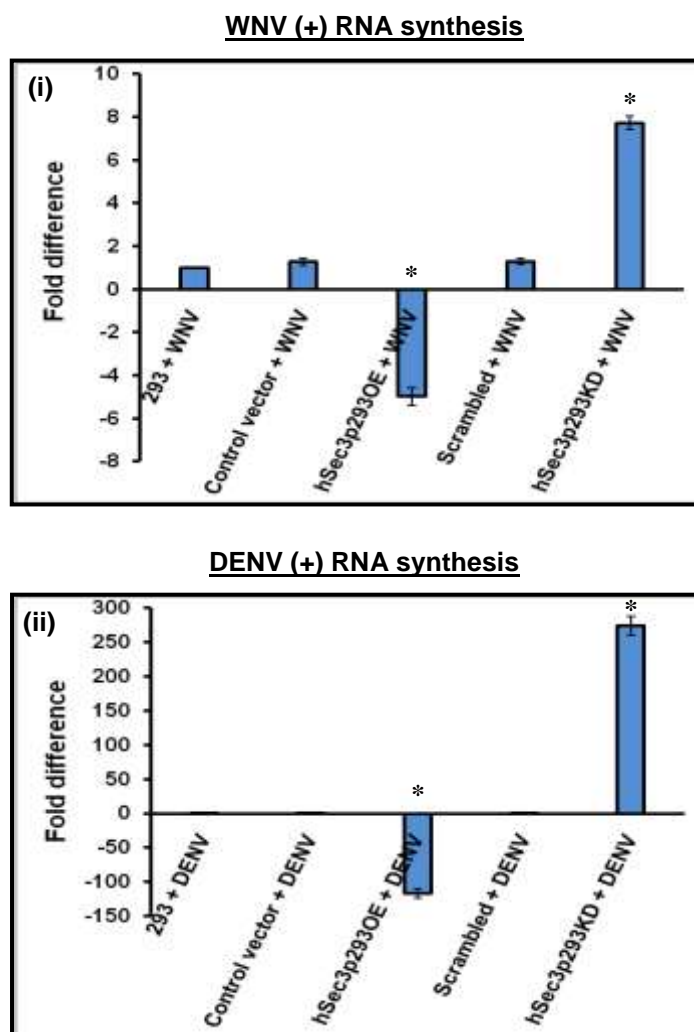 WNV (+) RNA synthesis
(i)
Fold difference
10
8
6
4
2
0
-2
-4
-6
-8
*
*
293 + WNV
Control vector + WNV
hSec3p293OE + WNV
Scrambled + WNV
hSec3p293KD + WNV
DENV (+) RNA synthesis
(ii)
Fold difference
300
250
200
150
100
50
0
-50
-100
-150
*
*
293 + DENV
Control vector + DENV
hSec3p293OE + DENV
Scrambled + DENV
hSec3p293KD + DENV